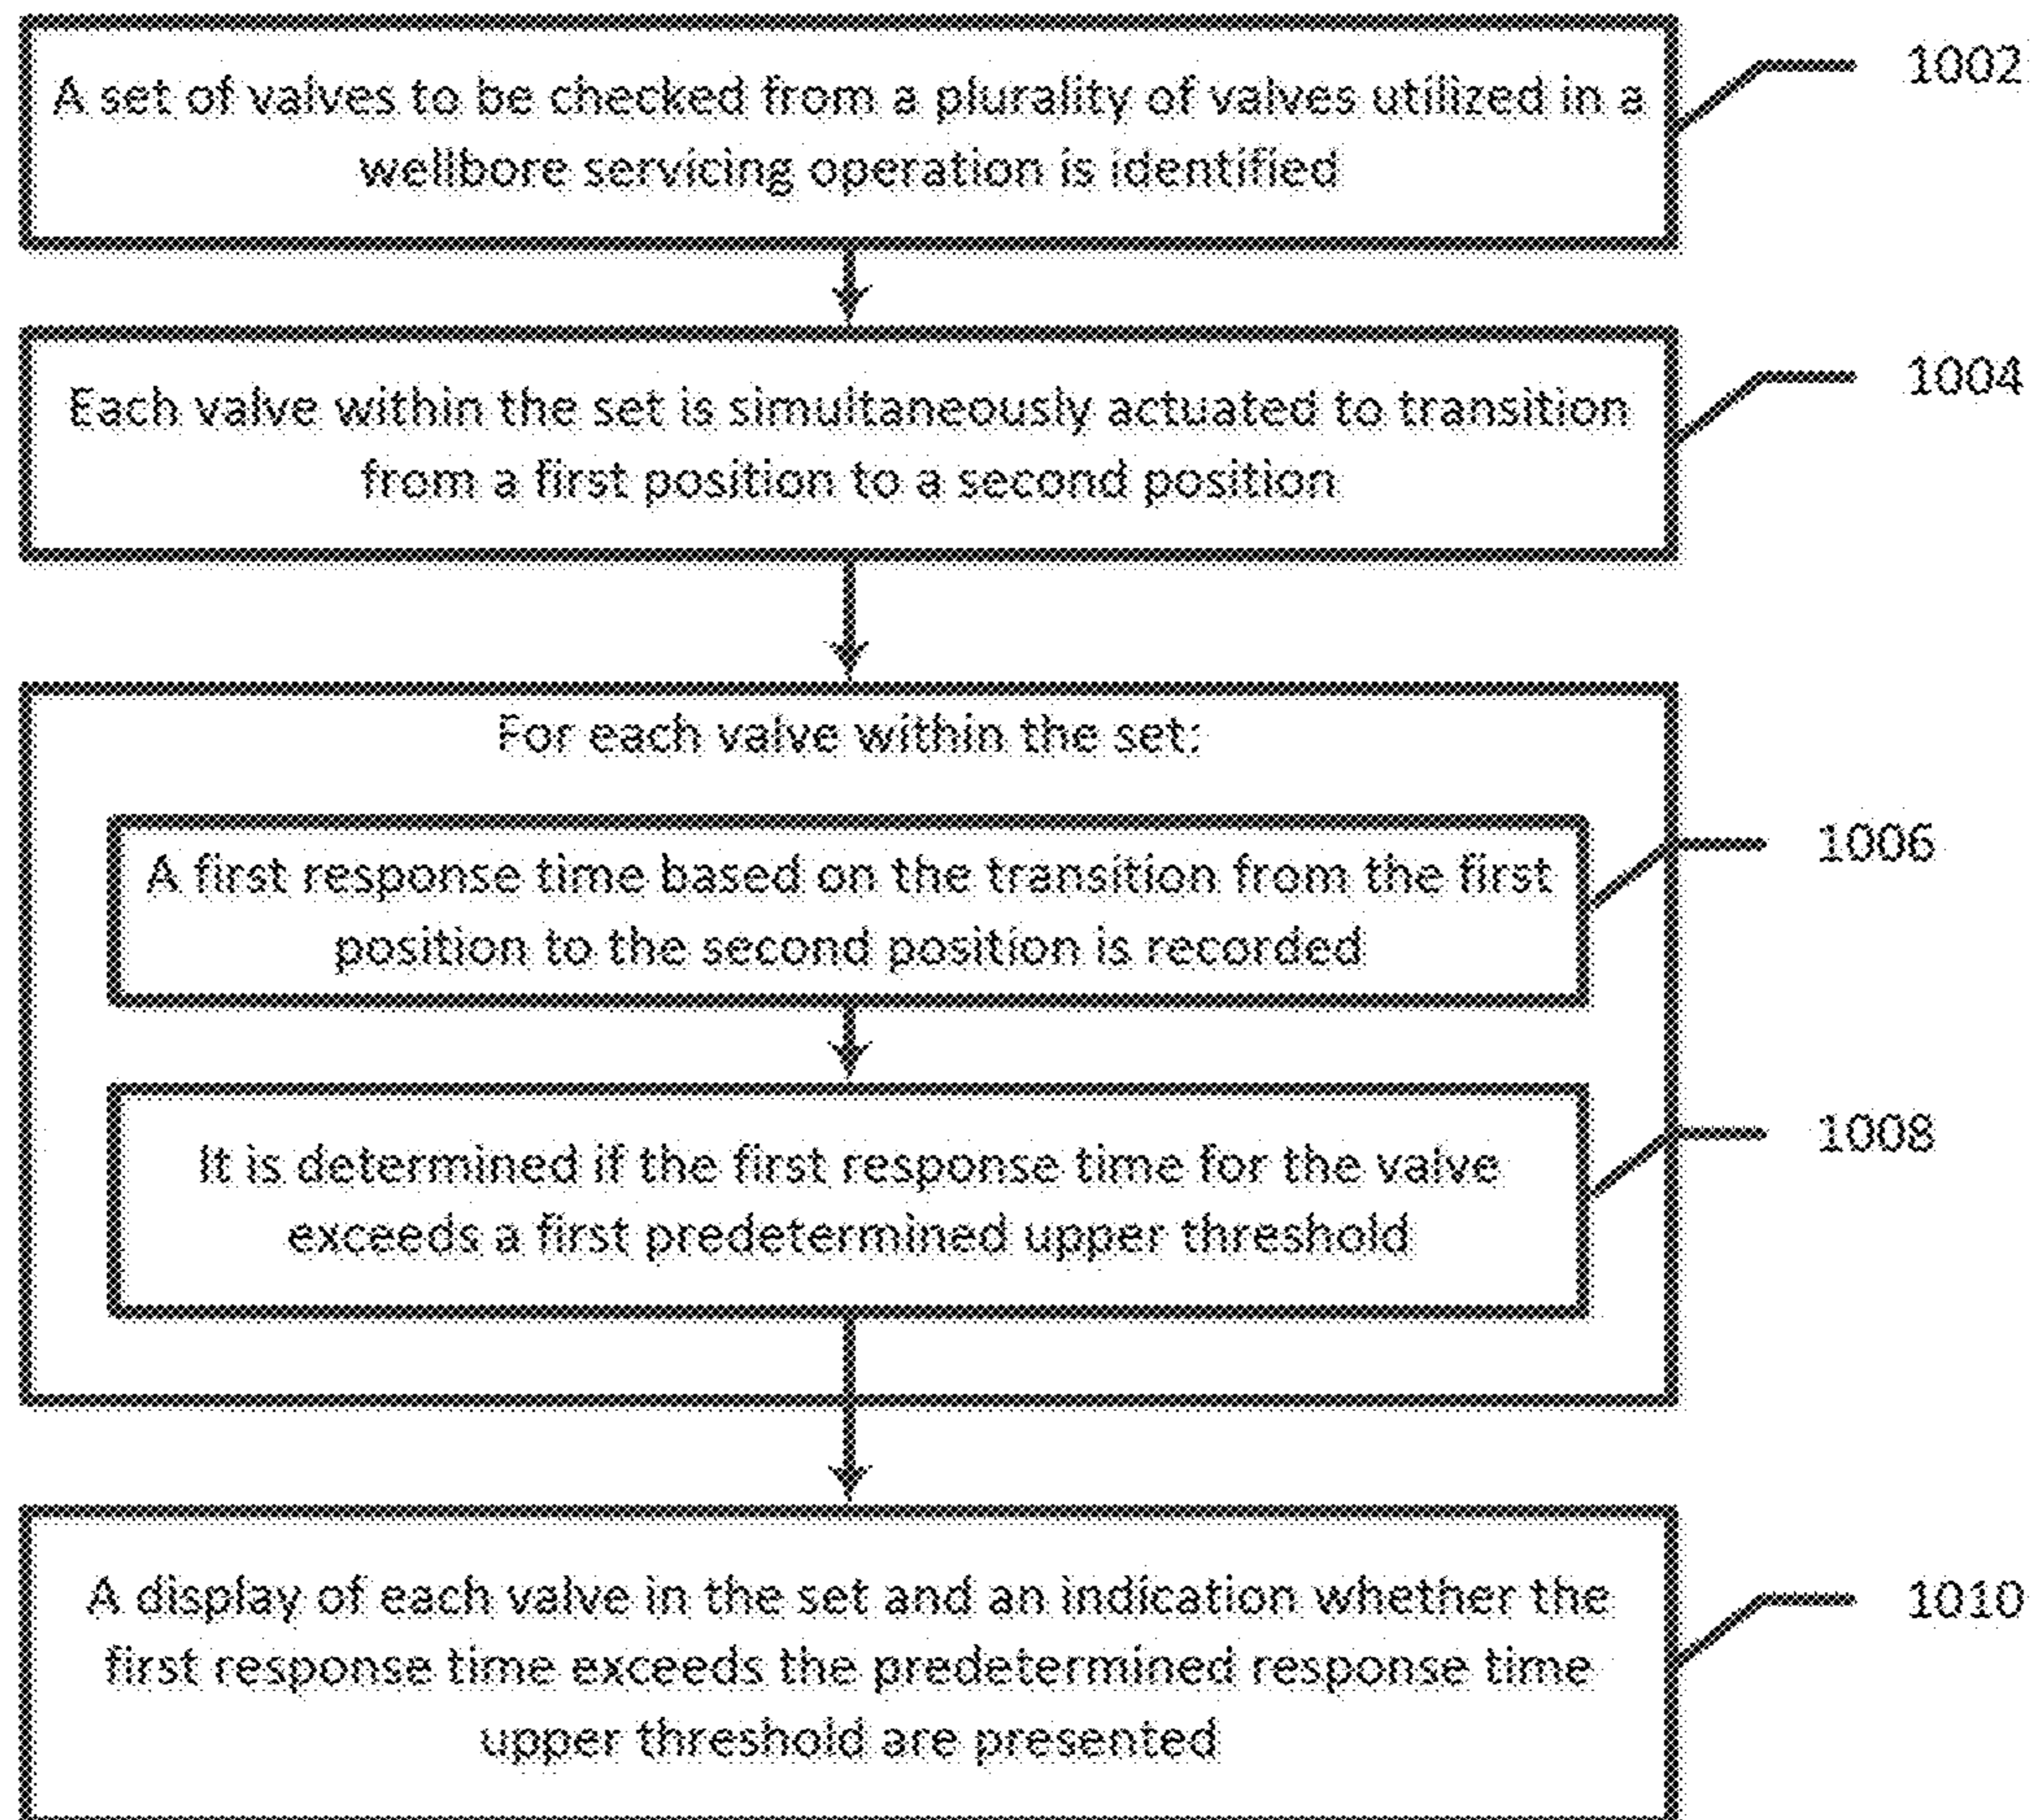 A set of valves to be checked from a plurality of valves utilized in a
wellbore servicing operation is identified
1002
Each valve within the set is simultaneously actuated to transition
from a first position to a second position
1004
For each valve within the set:
A first response time based on the transition from the first
position to the second position is recorded
1006
It is determined if the first response time for the valve
exceeds a first predetermined upper threshold
1008
A display of each valve in the set and an indication whether the
first response time exceeds the predetermined response time
upper threshold are presented
1010